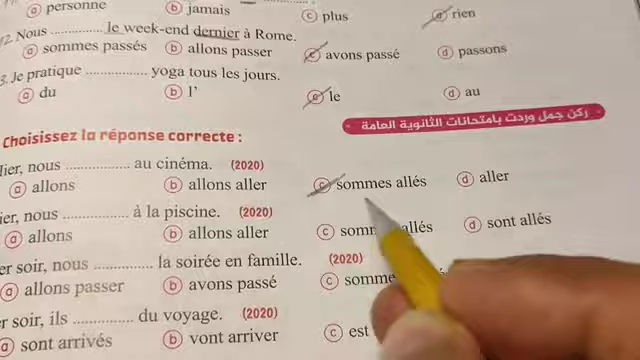 ⓐ personne ⓑ jamais ⓒ plus ⓓ rien
12. Nous .............. le week-end dernier à Rome.
ⓐ sommes passés ⓑ allons passer ⓒ avons passé ⓓ passons
3. Je pratique ................ yoga tous les jours.
ⓐ du ⓑ l' ⓒ le ⓓ au
ركن جمل وردت بامتحانات الثانوية العامة
Choisissez la réponse correcte :
Hier, nous ................ au cinéma. (2020)
ⓐ allons ⓑ allons aller ⓒ sommes allés ⓓ aller
ier, nous ................ à la piscine. (2020)
ⓐ allons ⓑ allons aller ⓒ allés ⓓ sont allés
er soir, nous .............. la soirée en famille. (2020)
ⓐ allons passer ⓑ avons passé ⓒ somme
r soir, ils ............... du voyage. (2020)
ⓐ sont arrivés ⓑ vont arriver ⓒ est